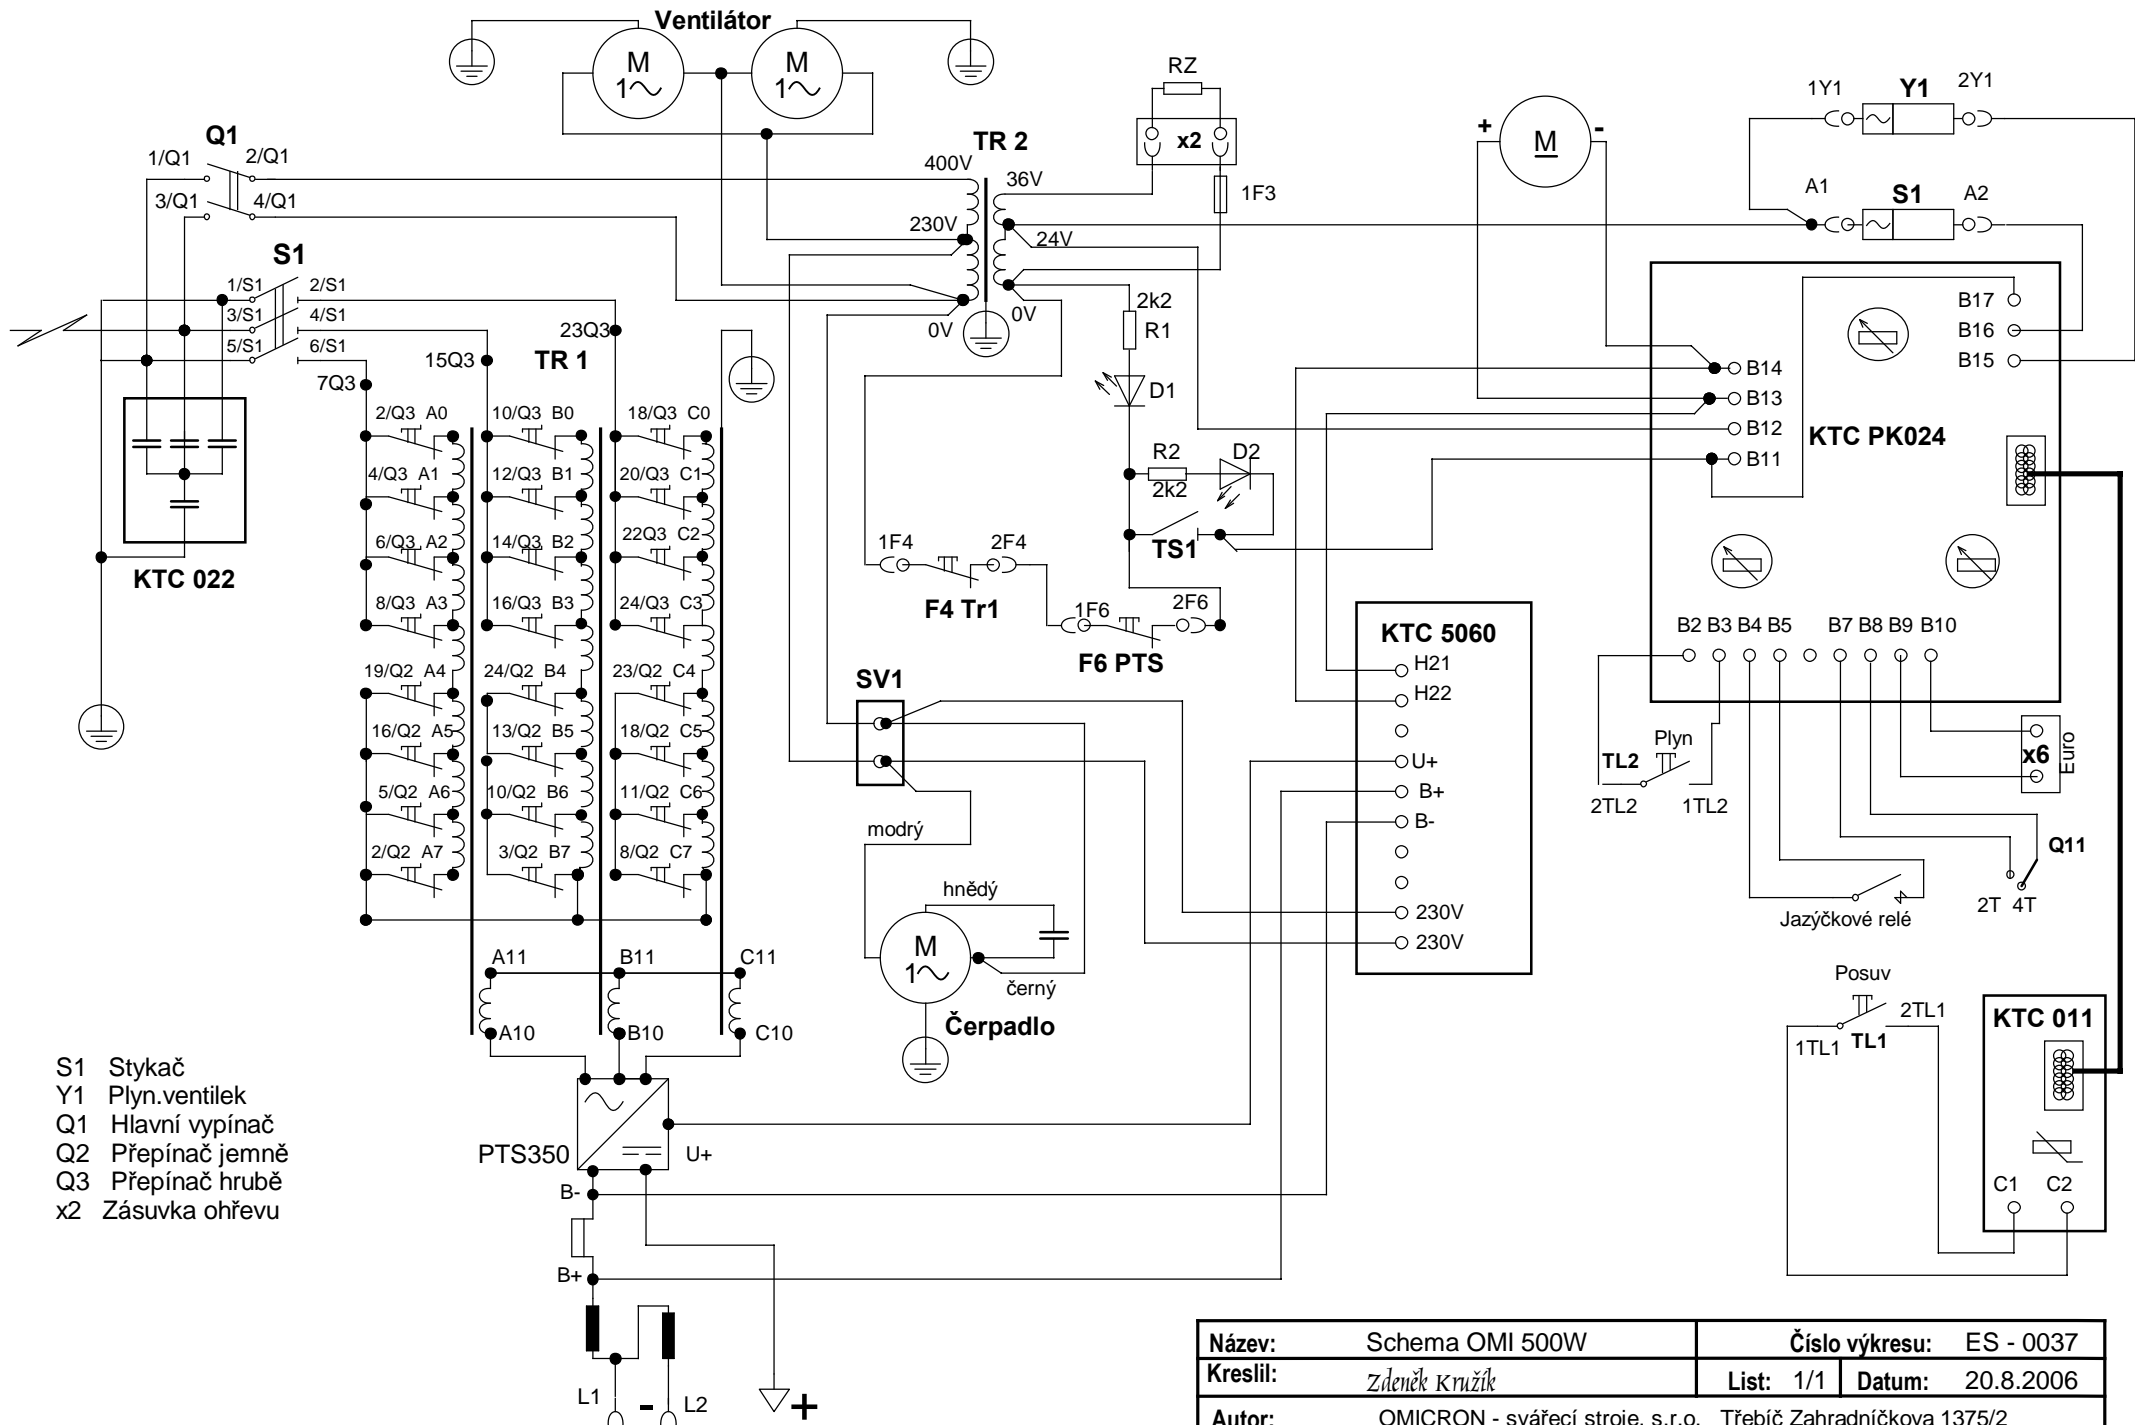 Ventilátor
M
1
M
1
RZ
x2
1F3
+
M
-
1Y1
Y1
2Y1
A1
S1
A2
Q1
1/Q1
2/Q1
3/Q1
4/Q1
TR 2
400V
36V
230V
24V
0V
0V
S1
1/S1
2/S1
3/S1
4/S1
5/S1
6/S1
23Q3
15Q3
TR 1
7Q3
2k2
R1
D1
R2
D2
2k2
TS1
B17
B16
B15
B14
B13
B12
B11
KTC PK024
2/Q3 A0
10/Q3 B0
18/Q3 C0
4/Q3 A1
12/Q3 B1
20/Q3 C1
6/Q3 A2
14/Q3 B2
22Q3 C2
8/Q3 A3
16/Q3 B3
24/Q3 C3
19/Q2 A4
24/Q2 B4
23/Q2 C4
16/Q2 A5
13/Q2 B5
18/Q2 C5
5/Q2 A6
10/Q2 B6
11/Q2 C6
2/Q2 A7
3/Q2 B7
8/Q2 C7
KTC 022
1F4
2F4
F4 Tr1
1F6
2F6
F6 PTS
SV1
KTC 5060
H21
H22
U+
B+
B-
230V
230V
B2 B3 B4 B5 B7 B8 B9 B10
TL2
Plyn
2TL2
1TL2
x6
Euro
Q11
2T 4T
Jazýčkové relé
modrý
hnědý
M
1
černý
Čerpadlo
A11
B11
C11
A10
B10
C10
Posuv
2TL1
1TL1
TL1
KTC 011
C1
C2
PTS350
U+
B-
B+
L1
-
L2
+
S1 Stykač
Y1 Plyn.ventilek
Q1 Hlavní vypínač
Q2 Přepínač jemně
Q3 Přepínač hrubě
x2 Zásuvka ohřevu
Název: Schema OMI 500W Číslo výkresu: ES - 0037
Kreslil: Zdeněk Kružík List: 1/1 Datum: 20.8.2006
Autor: OMICRON - svářecí stroje, s.r.o. Třebíč Zahradníčkova 1375/2